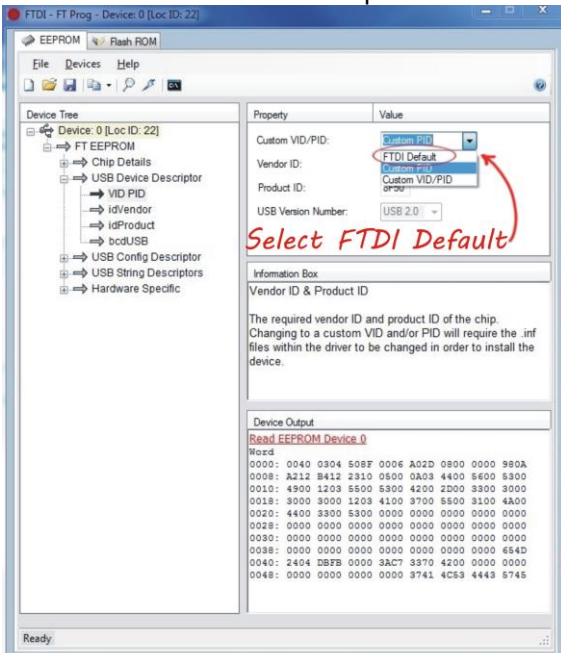 FTDI - FT Prog - Device: 0 [Loc ID: 22]
EEPROM Flash ROM
File Devices Help
Device Tree
Device: 0 [Loc ID: 22]
FT EEPROM
Chip Details
USB Device Descriptor
VID PID
idVendor
idProduct
bcdUSB
USB Config Descriptor
USB String Descriptors
Hardware Specific
Property Value
Custom VID/PID: Custom PID
FTDI Default
Custom PID
Custom VID/PID
Vendor ID:
Product ID:
USB Version Number: USB 2.0
Select FTDI Default
Information Box
Vendor ID & Product ID
The required vendor ID and product ID of the chip.
Changing to a custom VID and/or PID will require the .inf
files within the driver to be changed in order to install the
device.
Device Output
Read EEPROM Device 0
Word
0000: 0040 0304 508F 0006 A02D 0800 0000 980A
0008: A212 B412 2310 0500 0A03 4400 5600 5300
0010: 4900 1203 5500 5300 4200 2D00 3300 3000
0018: 3000 3000 1203 4100 3700 5500 3100 4A00
0020: 4400 3300 5300 0000 0000 0000 0000 0000
0028: 0000 0000 0000 0000 0000 0000 0000 0000
0030: 0000 0000 0000 0000 0000 0000 0000 0000
0038: 0000 0000 0000 0000 0000 0000 0000 654D
0040: 2404 DBFB 0000 3AC7 3370 4200 0000 0000
0048: 0000 0000 0000 0000 3741 4C53 4443 5745
Ready